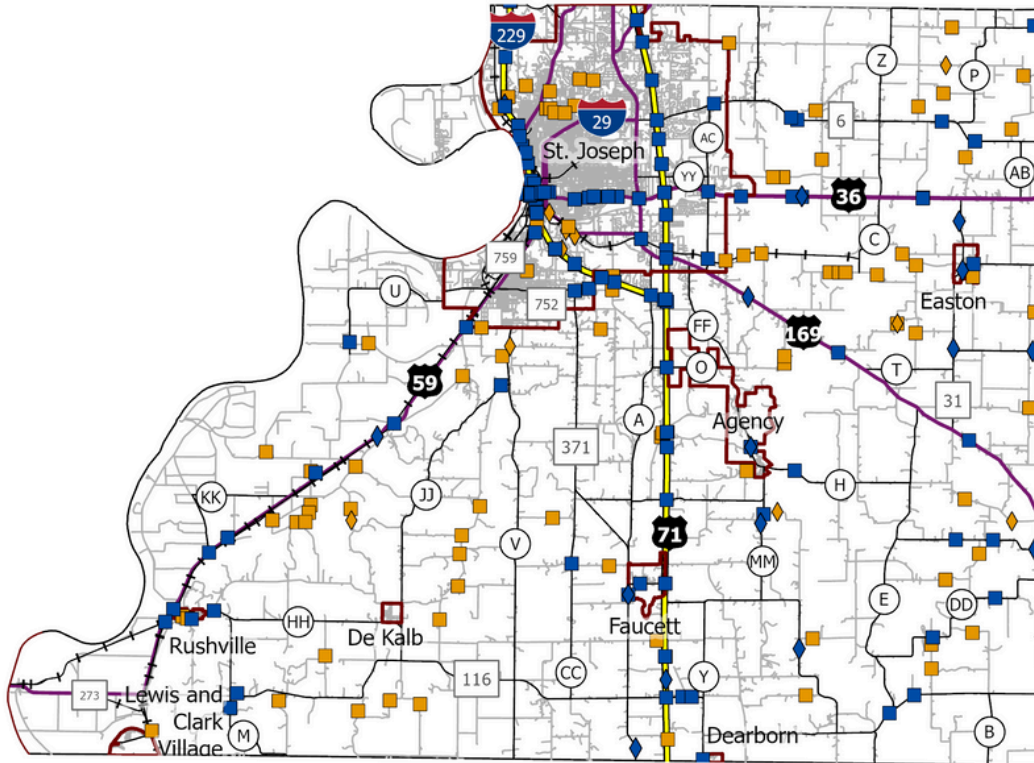 229
Z
P
29
6
AC
St. Joseph
AB
YY
36
C
759
U
752
Easton
FF
169
O
T
59
31
A
Agency
371
H
KK
JJ
71
V
MM
E
DD
HH
Rushville
De Kalb
Faucett
CC
116
Y
273
Lewis and
Clark
Village
M
Dearborn
B